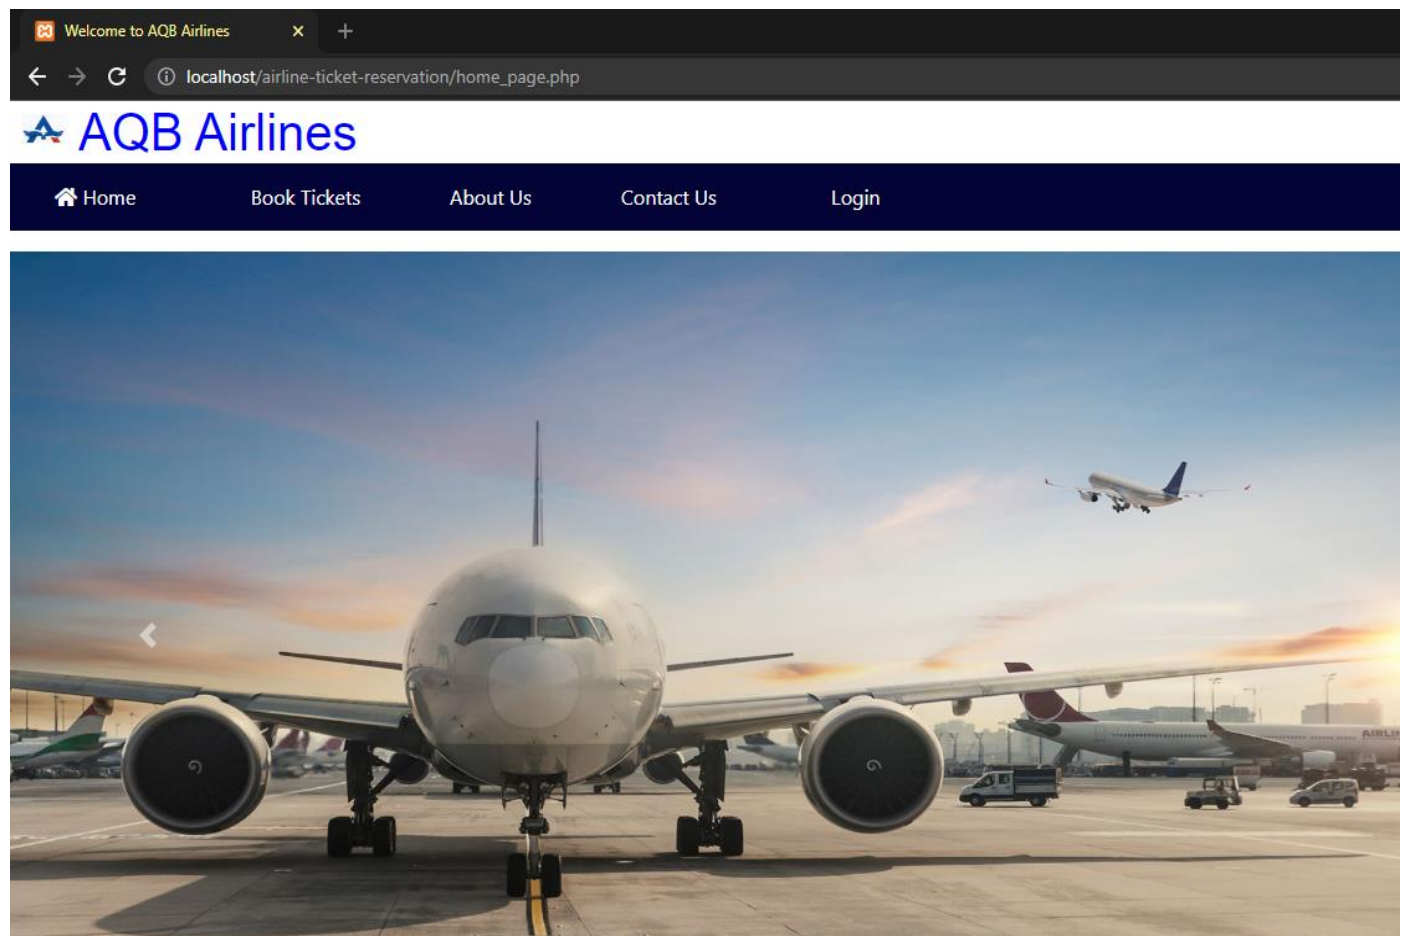 Welcome to AQB Airlines
localhost/airline-ticket-reservation/home_page.php
AQB Airlines
Home Book Tickets About Us Contact Us Login
AIRLIN